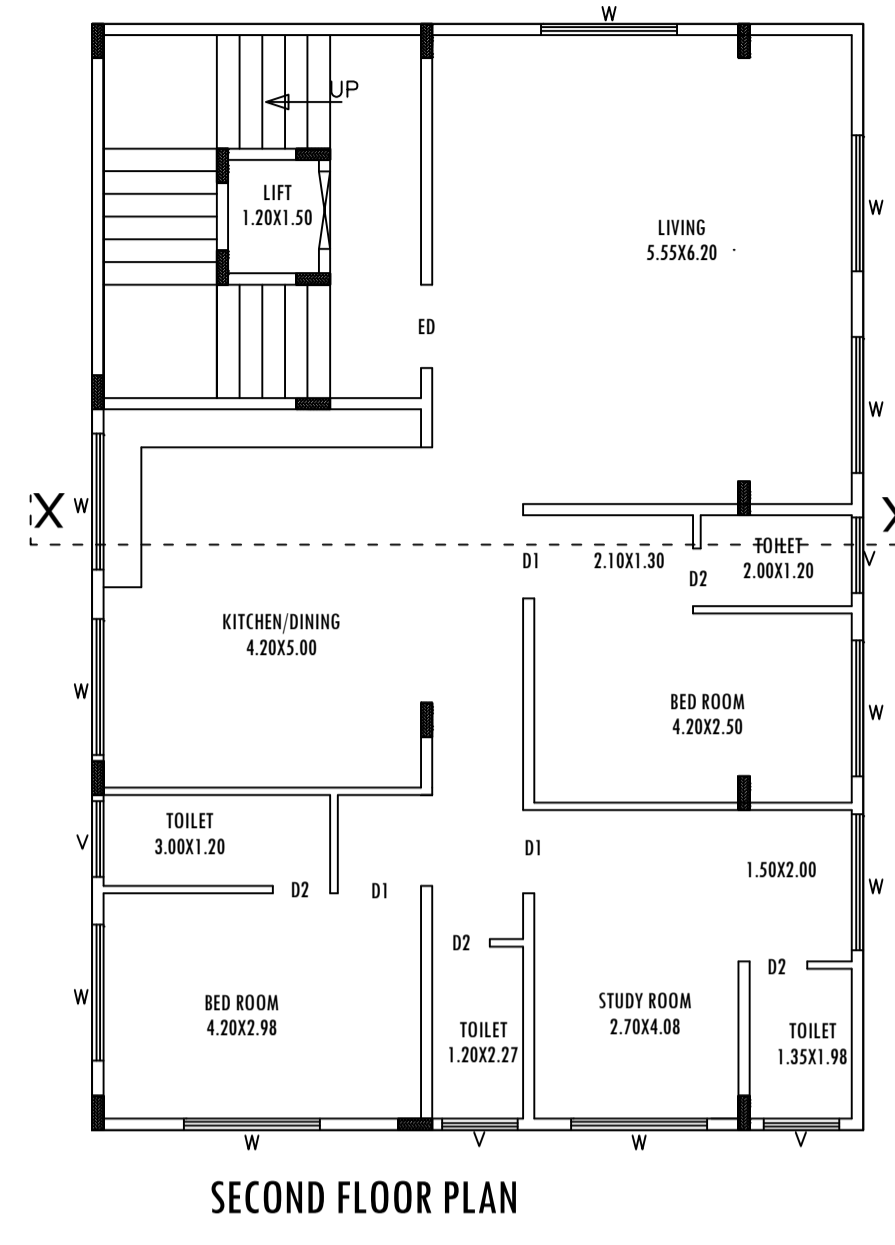 W
UP
LIFT
1.20X1.50
LIVING
5.55X6.20
W
ED
W
X
W
X
D1
2.10X1.30
TOILET
2.00X1.20
V
D2
KITCHEN/DINING
4.20X5.00
W
BED ROOM
4.20X2.50
W
TOILET
3.00X1.20
V
D1
1.50X2.00
W
D2
D1
D2
D2
W
BED ROOM
4.20X2.98
STUDY ROOM
2.70X4.08
TOILET
1.20X2.27
TOILET
1.35X1.98
W
V
W
V
SECOND FLOOR PLAN